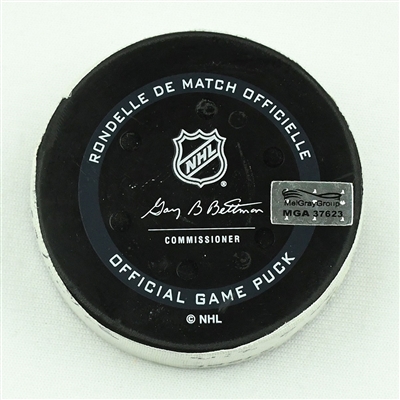 RONDELLE DE MATCH OFFICIELLE
NHL
Gary B Bettman
COMMISSIONER
MeiGrayGroup
MGA 37623
OFFICIAL GAME PUCK
© NHL